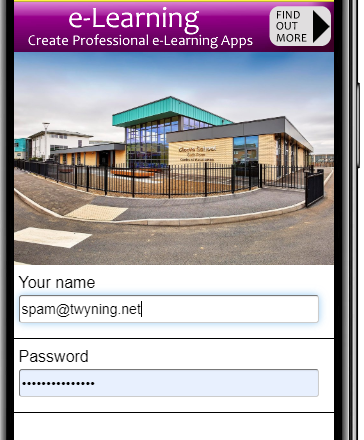 e-Learning
Create Professional e-Learning Apps
FIND
OUT
MORE
Your name
spam@twyning.net
Password
•••••••••••••••